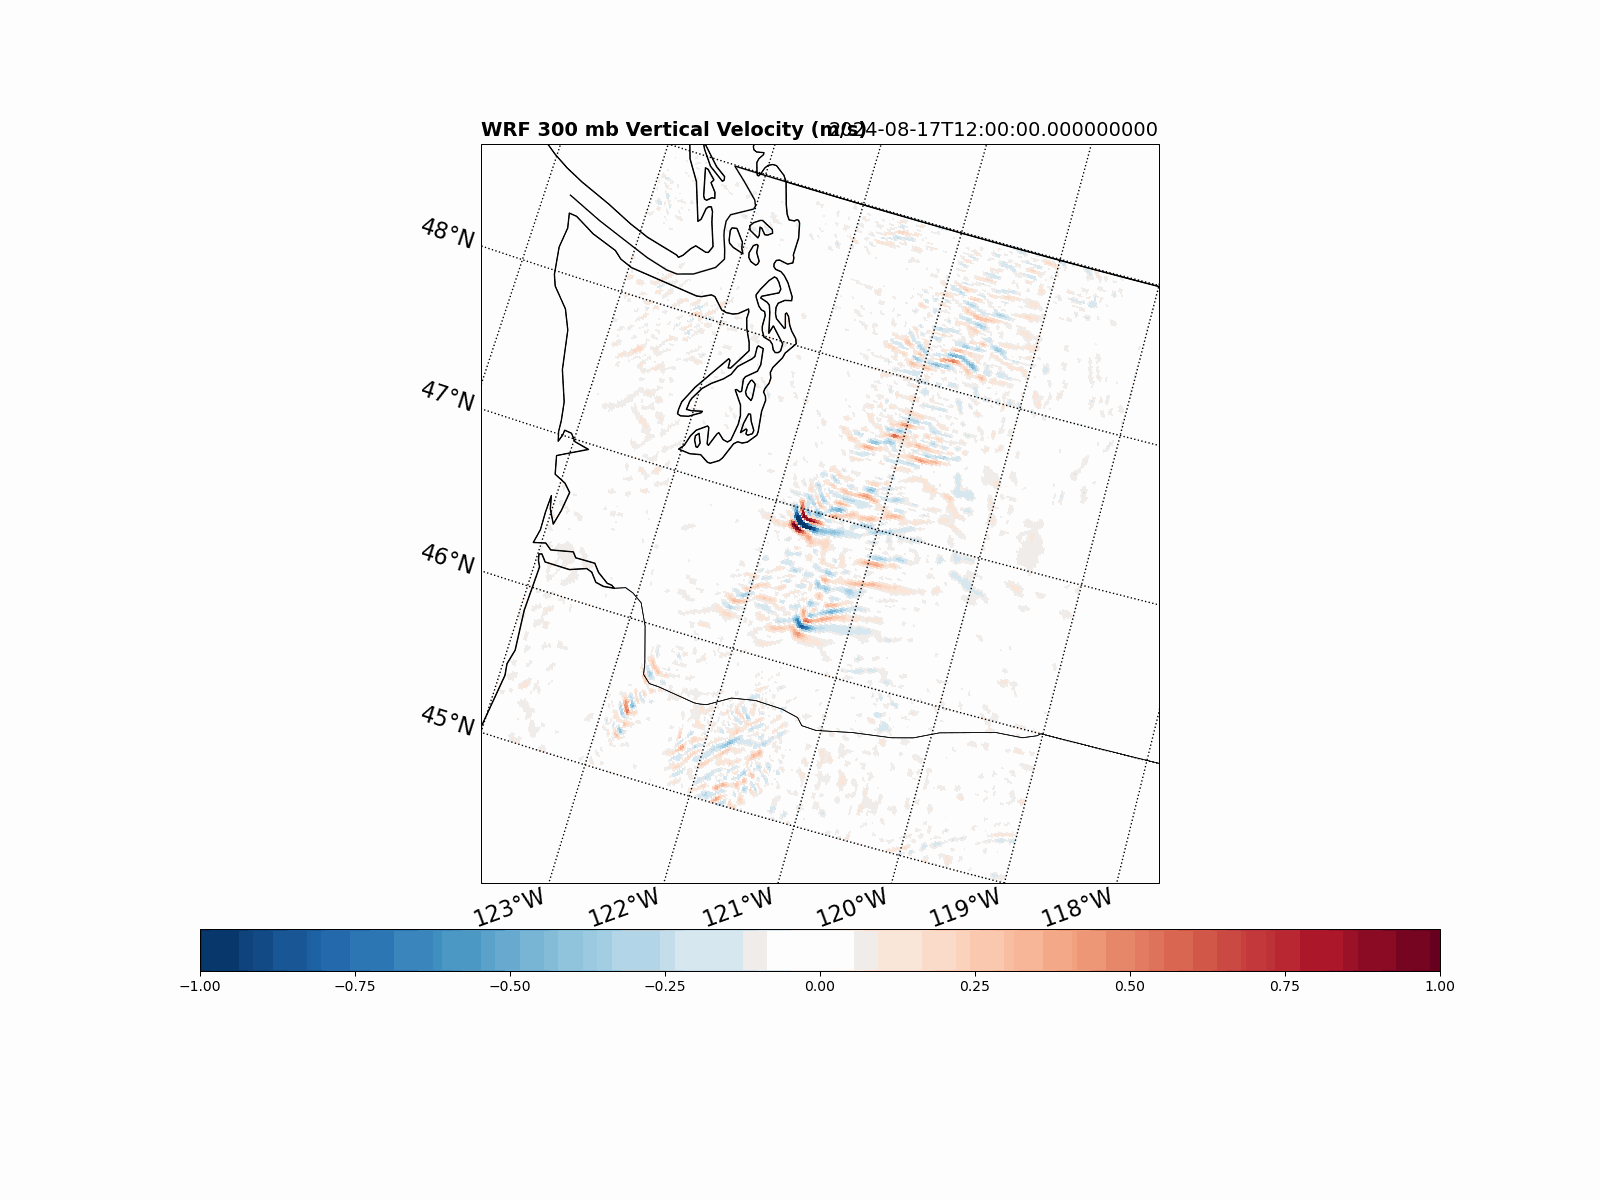 WRF 300 mb Vertical Velocity (m/s)
2024-08-17T12:00:00.000000000
48°N
47°N
46°N
45°N
123°W 122°W 121°W 120°W 119°W 118°W
−1.00 −0.75 −0.50 −0.25 0.00 0.25 0.50 0.75 1.00